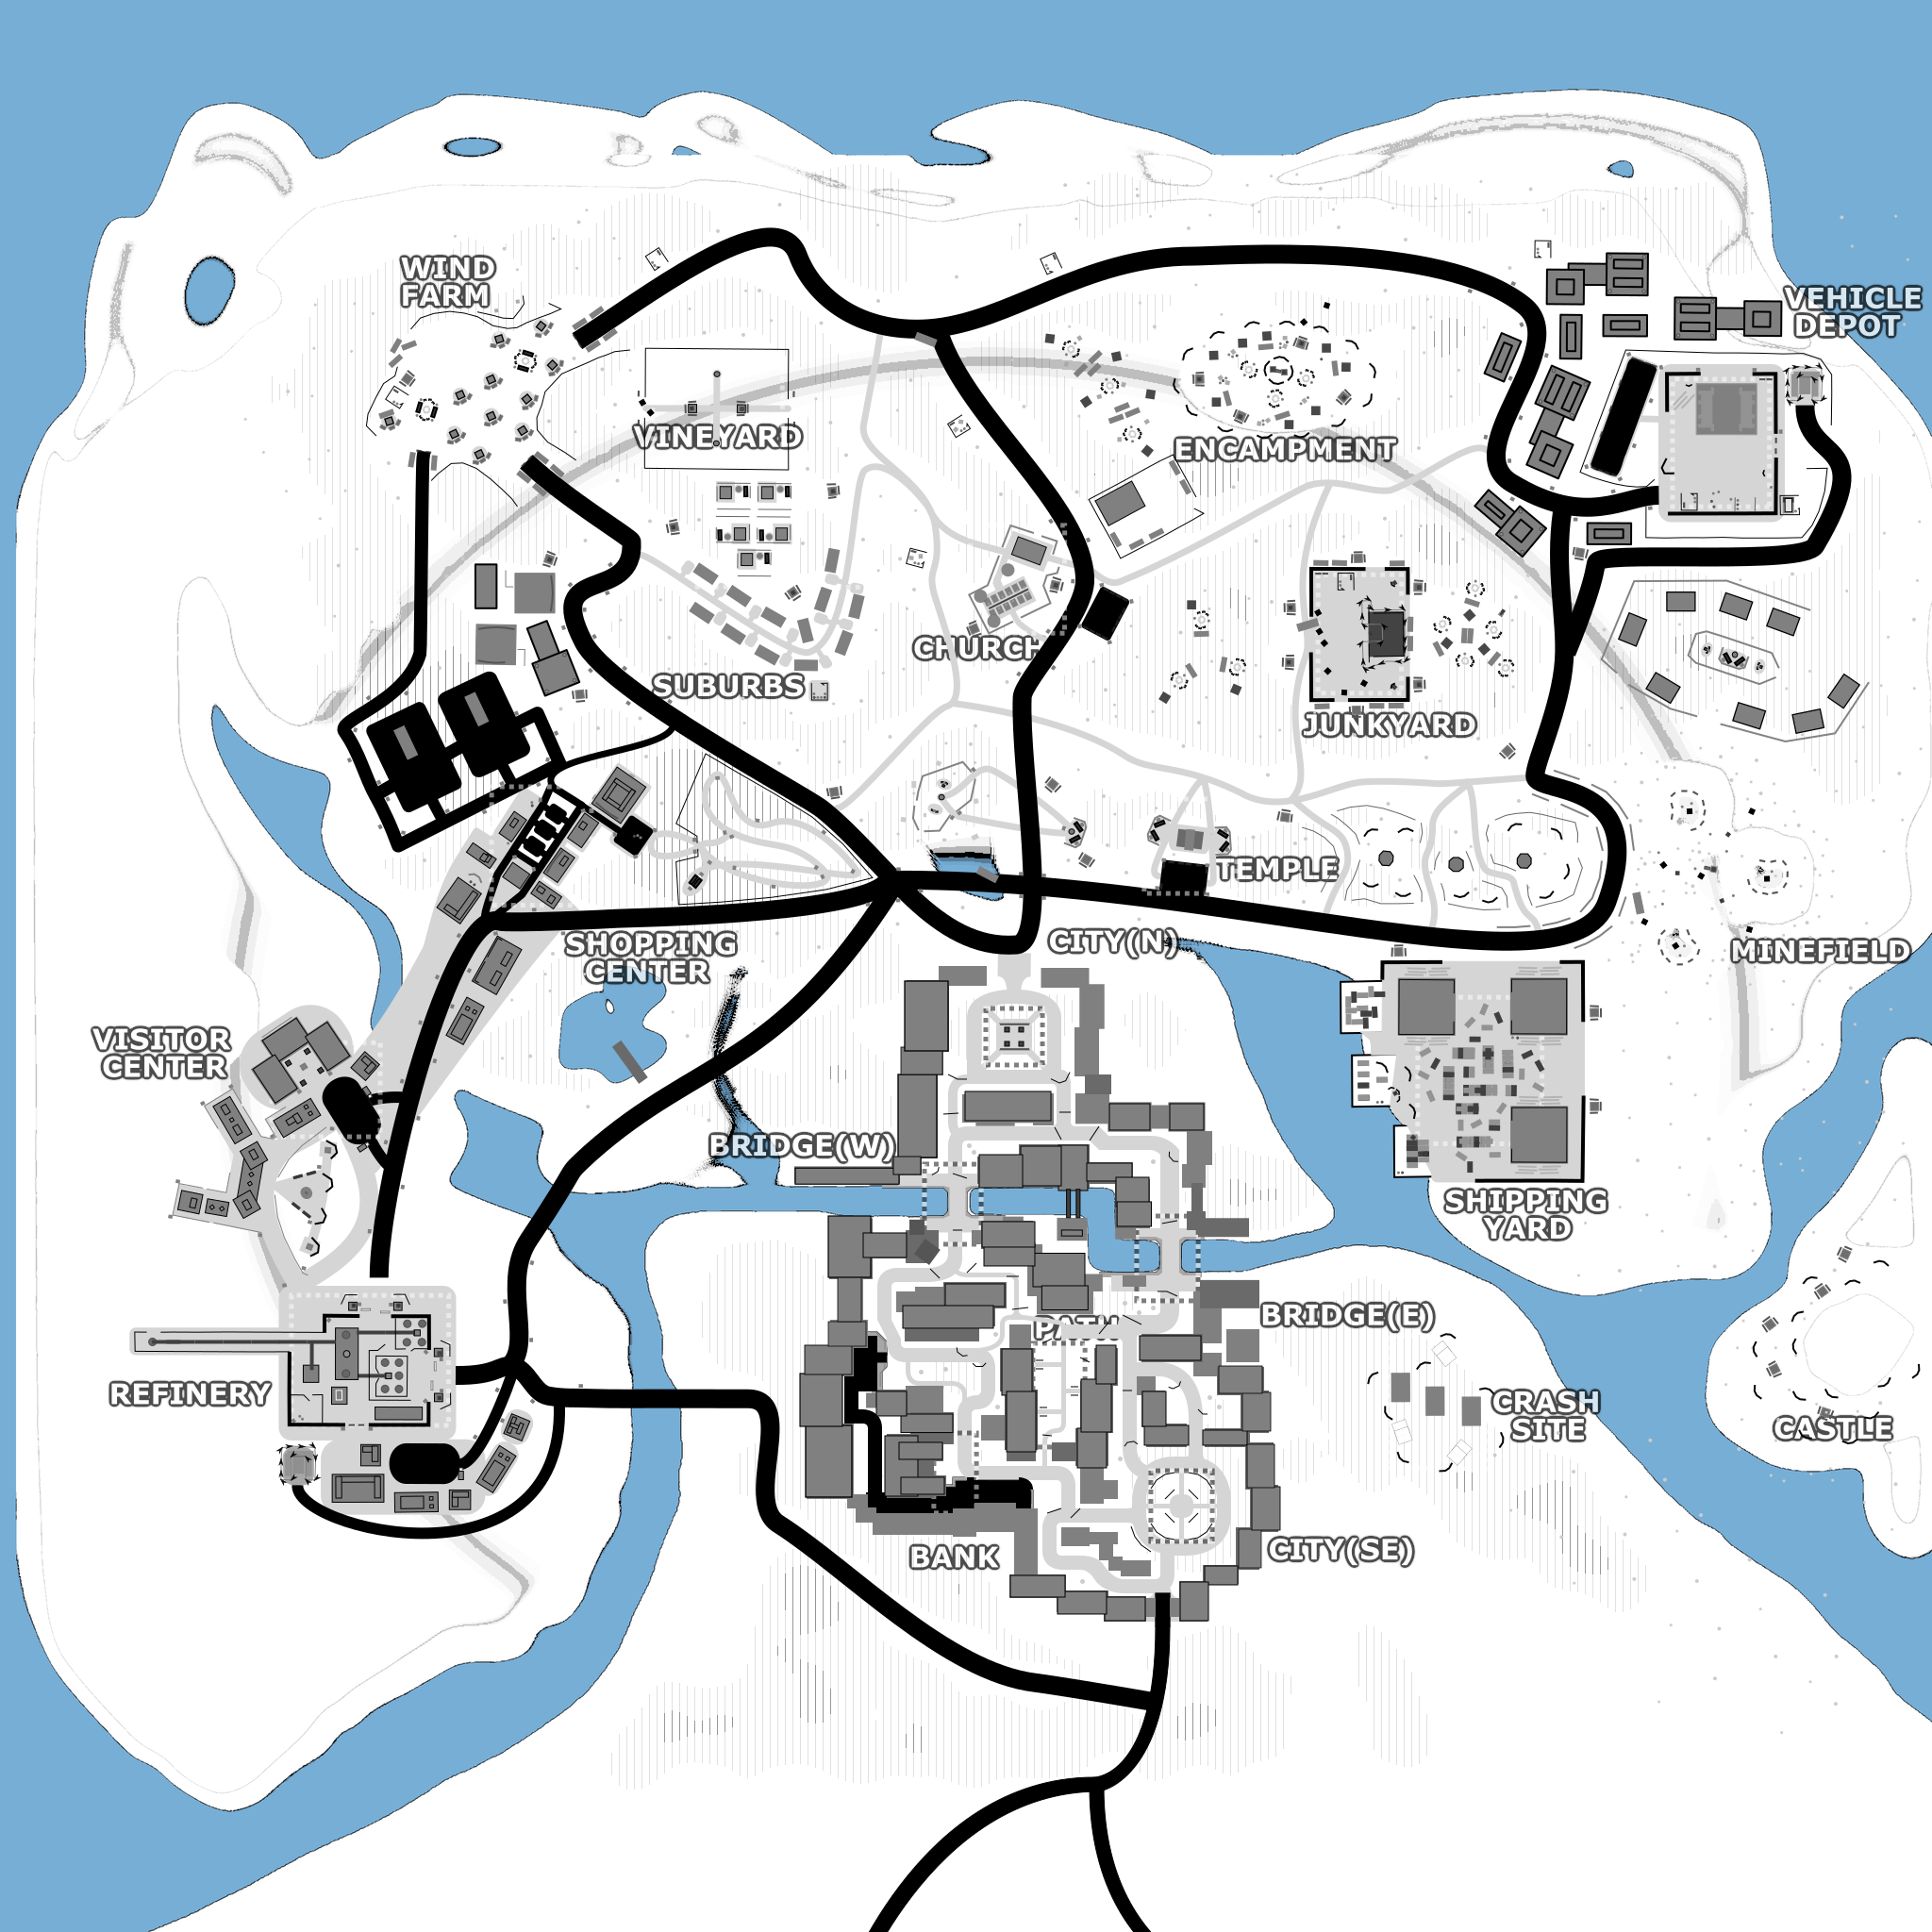 WIND
FARM
VEHICLE
DEPOT
VINEYARD
ENCAMPMENT
CHURCH
SUBURBS
JUNKYARD
TEMPLE
SHOPPING
CENTER
CITY(N)
MINEFIELD
VISITOR
CENTER
BRIDGE(W)
SHIPPING
YARD
BRIDGE(E)
PATH
REFINERY
CRASH
SITE
CASTLE
BANK
CITY(SE)